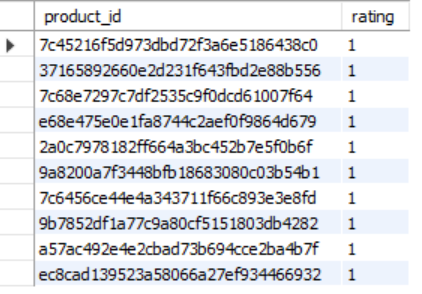 product_id rating
7c45216f5d973dbd72f3a6e5186438c0 1
37165892660e2d231f643fbd2e88b556 1
7c68e7297c7df2535c9f0dcd61007f64 1
e68e475e0e1fa8744c2aef0f9864d679 1
2a0c7978182ff664a3bc452b7e5f0b6f 1
9a8200a7f3448bfb18683080c03b54b1 1
7c6456ce44e4a343711f66c893e3e8fd 1
9b7852df1a77c9a80cf5151803db4282 1
a57ac492e4e2cbad73b694cce2ba4b7f 1
ec8cad139523a58066a27ef934466932 1